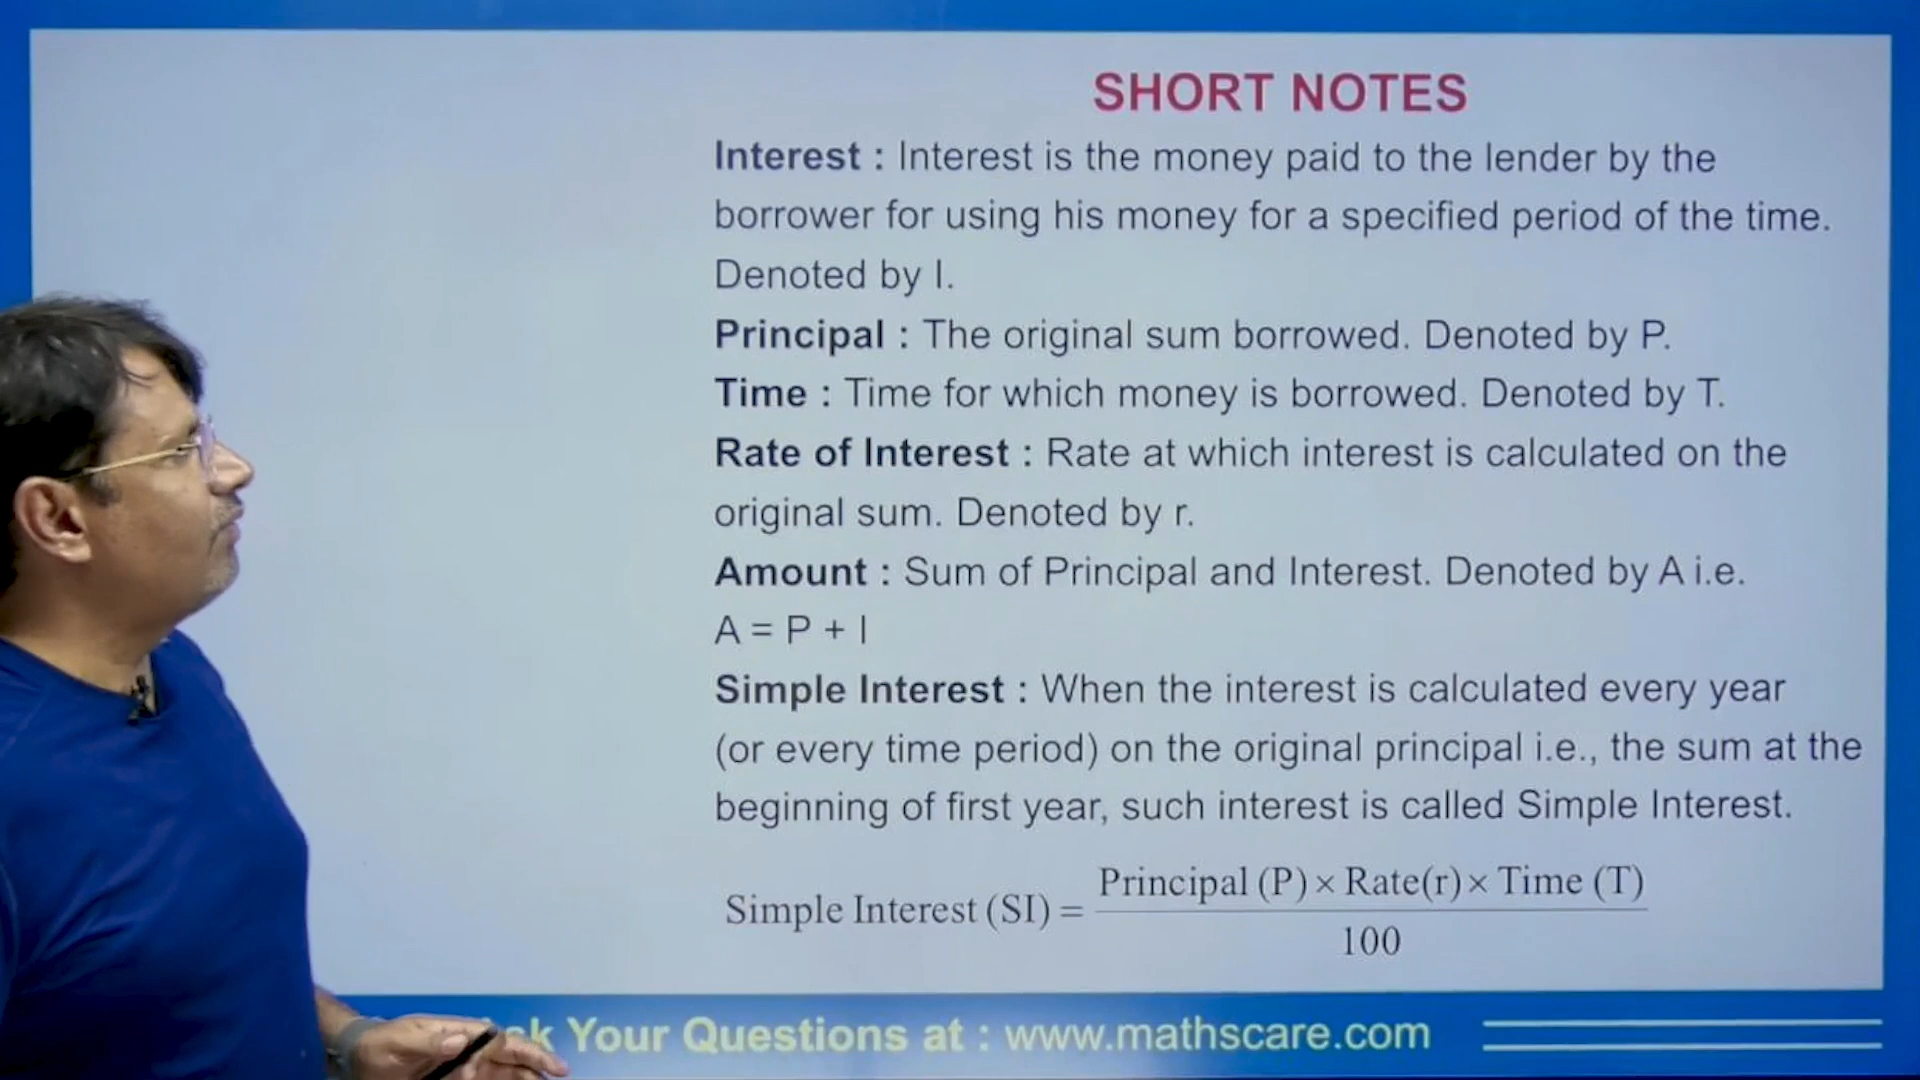 SHORT NOTES
Interest : Interest is the money paid to the lender by the
borrower for using his money for a specified period of the time.
Denoted by I.
Principal : The original sum borrowed. Denoted by P.
Time : Time for which money is borrowed. Denoted by T.
Rate of Interest : Rate at which interest is calculated on the
original sum. Denoted by r.
Amount : Sum of Principal and Interest. Denoted by A i.e.
A = P + I
Simple Interest : When the interest is calculated every year
(or every time period) on the original principal i.e., the sum at the
beginning of first year, such interest is called Simple Interest.
Simple Interest (SI) = Principal (P) × Rate(r) × Time (T)
100
Your Questions at : www.mathscare.com